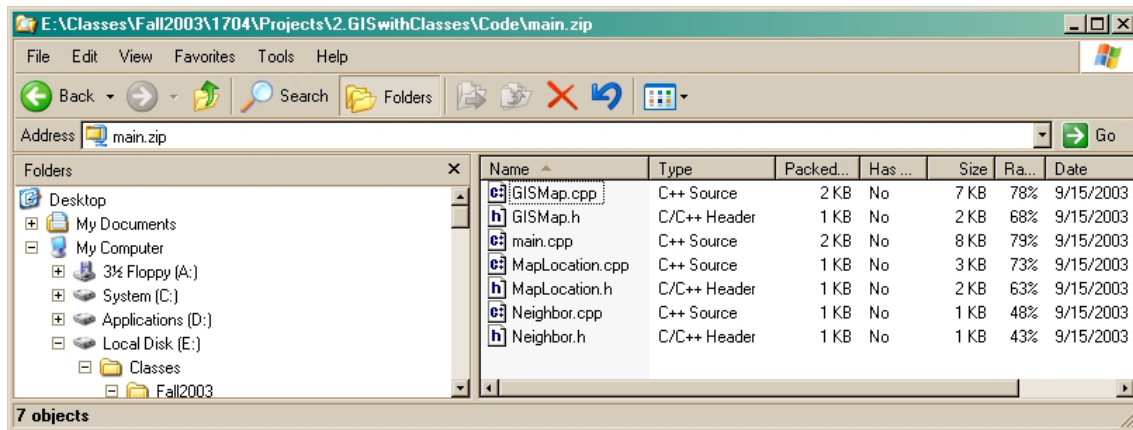 E:\Classes\Fall2003\1704\Projects\2.GISwithClasses\Code\main.zip
File Edit View Favorites Tools Help
Back Search Folders
Address main.zip Go
Folders
Desktop
My Documents
My Computer
3½ Floppy (A:)
System (C:)
Applications (D:)
Local Disk (E:)
Classes
Fall2003
Name Type Packed... Has ... Size Ra... Date
GISMap.cpp C++ Source 2 KB No 7 KB 78% 9/15/2003
GISMap.h C/C++ Header 1 KB No 2 KB 68% 9/15/2003
main.cpp C++ Source 2 KB No 8 KB 79% 9/15/2003
MapLocation.cpp C++ Source 1 KB No 3 KB 73% 9/15/2003
MapLocation.h C/C++ Header 1 KB No 2 KB 63% 9/15/2003
Neighbor.cpp C++ Source 1 KB No 1 KB 48% 9/15/2003
Neighbor.h C/C++ Header 1 KB No 1 KB 43% 9/15/2003
7 objects